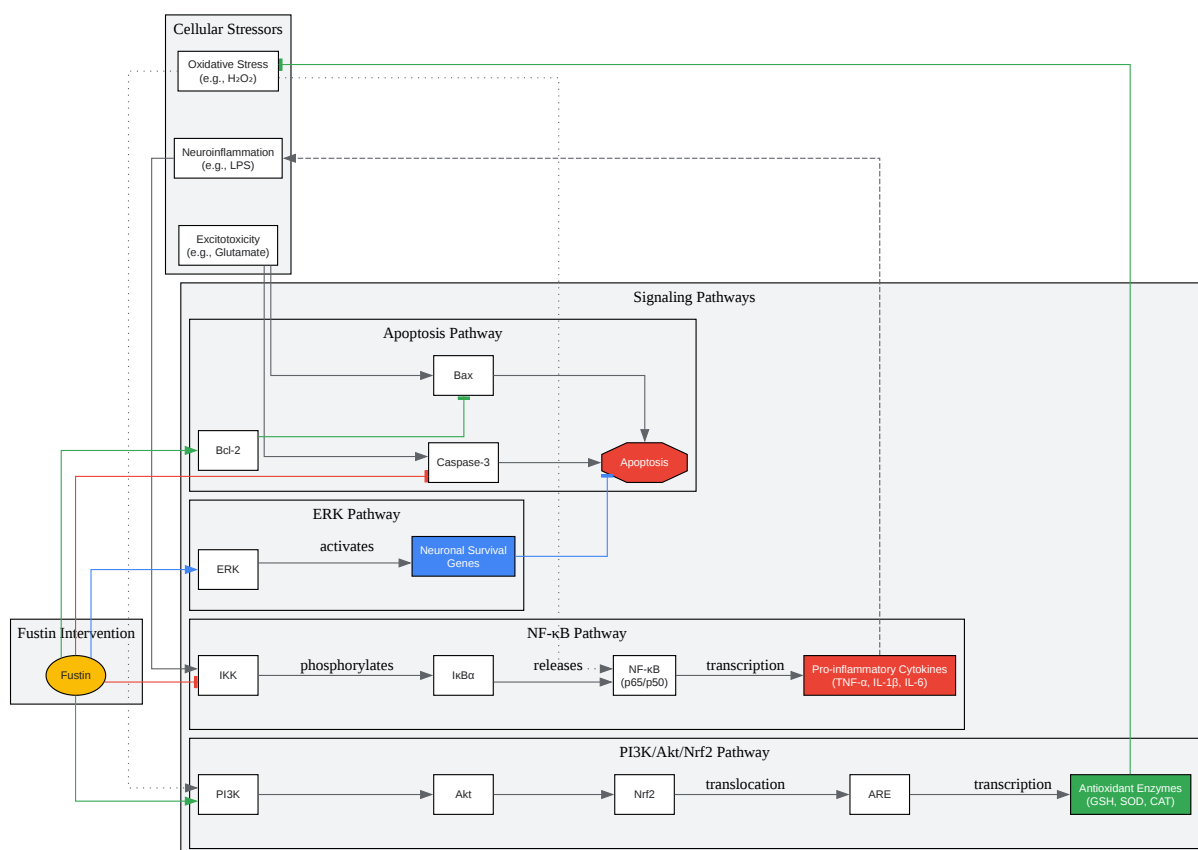 Cellular Stressors
Oxidative Stress
(e.g., H₂O₂)
Neuroinflammation
(e.g., LPS)
Excitotoxicity
(e.g., Glutamate)
Signaling Pathways
Apoptosis Pathway
Bax
Bcl-2
Caspase-3
Apoptosis
ERK Pathway
ERK
activates
Neuronal Survival
Genes
Fustin Intervention
Fustin
NF-κB Pathway
IKK
phosphorylates
IκBα
releases
NF-κB
(p65/p50)
transcription
Pro-inflammatory Cytokines
(TNF-α, IL-1β, IL-6)
PI3K/Akt/Nrf2 Pathway
PI3K
Akt
Nrf2
translocation
ARE
transcription
Antioxidant Enzymes
(GSH, SOD, CAT)